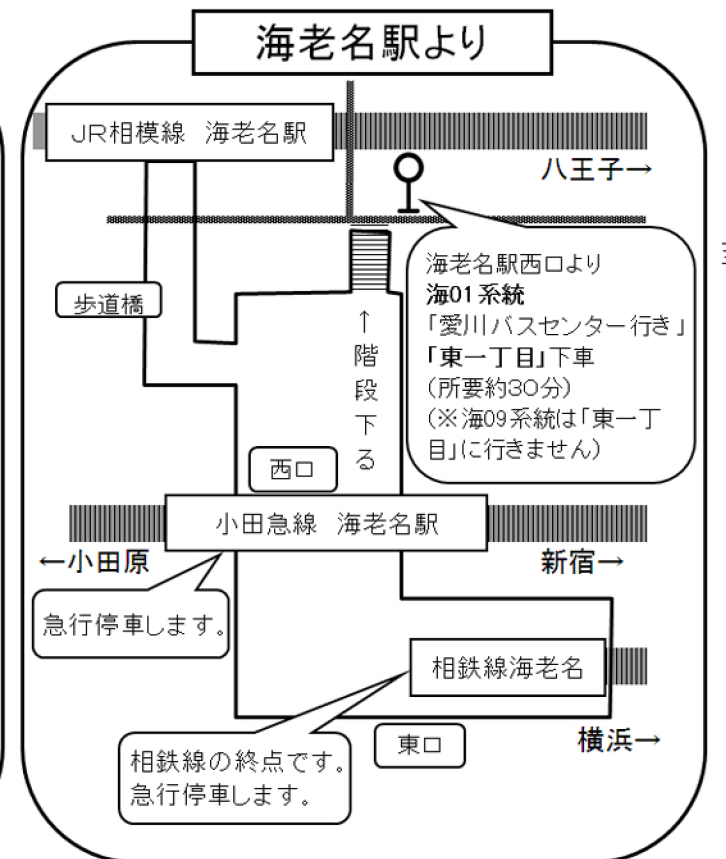 海老名駅より
JR相模線 海老名駅
八王子→
海老名駅西口より
海01系統
「愛川バスセンター行き」
「東一丁目」下車
(所要約30分)
(※海09系統は「東一丁
目」に行きません)
歩道橋
↑階段下る
西口
小田急線 海老名駅
←小田原
新宿→
急行停車します。
相鉄線海老名
横浜→
東口
相鉄線の終点です。
急行停車します。